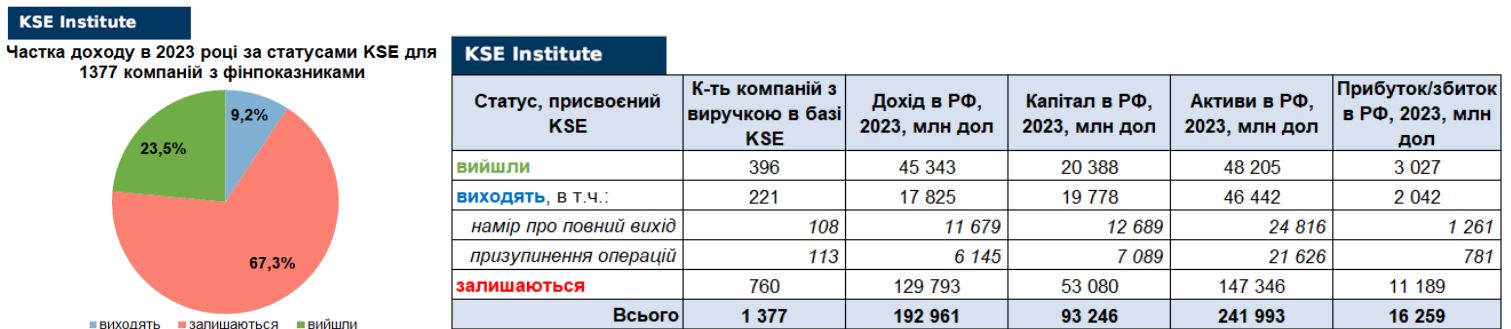 KSE Institute
Частка доходу в 2023 році за статусами KSE для
1377 компаній з фінпоказниками
9,2%
23,5%
67,3%
виходять залишаються вийшли
KSE Institute
Статус, присвоєний KSE К-ть компаній з виручкою в базі KSE Дохід в РФ, 2023, млн дол Капітал в РФ, 2023, млн дол Активи в РФ, 2023, млн дол Прибуток/збиток в РФ, 2023, млн дол
вийшли 396 45 343 20 388 48 205 3 027
виходять, в т.ч.: 221 17 825 19 778 46 442 2 042
намір про повний вихід 108 11 679 12 689 24 816 1 261
призупинення операцій 113 6 145 7 089 21 626 781
залишаються 760 129 793 53 080 147 346 11 189
Всього 1 377 192 961 93 246 241 993 16 259